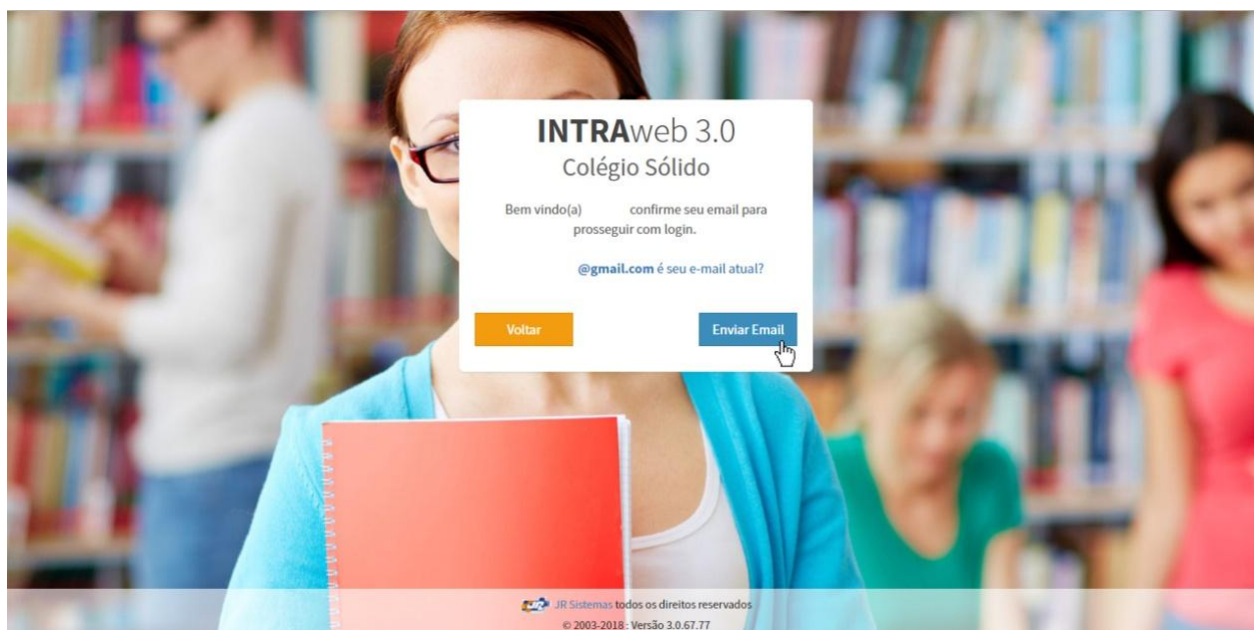 INTRAweb 3.0
Colégio Sólido
Bem vindo(a) confirme seu email para
prosseguir com login.
@gmail.com é seu e-mail atual?
Voltar Enviar Email
JR Sistemas todos os direitos reservados
© 2003-2018 : Versão 3.0.67.77